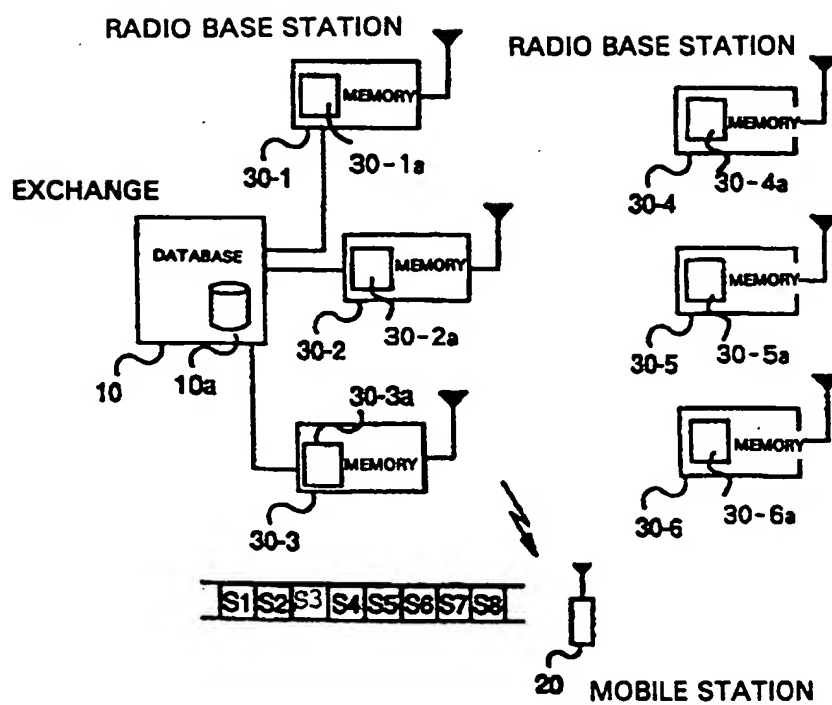 RADIO BASE STATION
RADIO BASE STATION
MEMORY
30-1
30-1a
MEMORY
30-4
30-4a
EXCHANGE
DATABASE
10
10a
MEMORY
30-2
30-2a
MEMORY
30-5
30-5a
30-3a
MEMORY
30-3
MEMORY
30-6
30-6a
S1 S2 S3 S4 S5 S6 S7 S8
20
MOBILE STATION